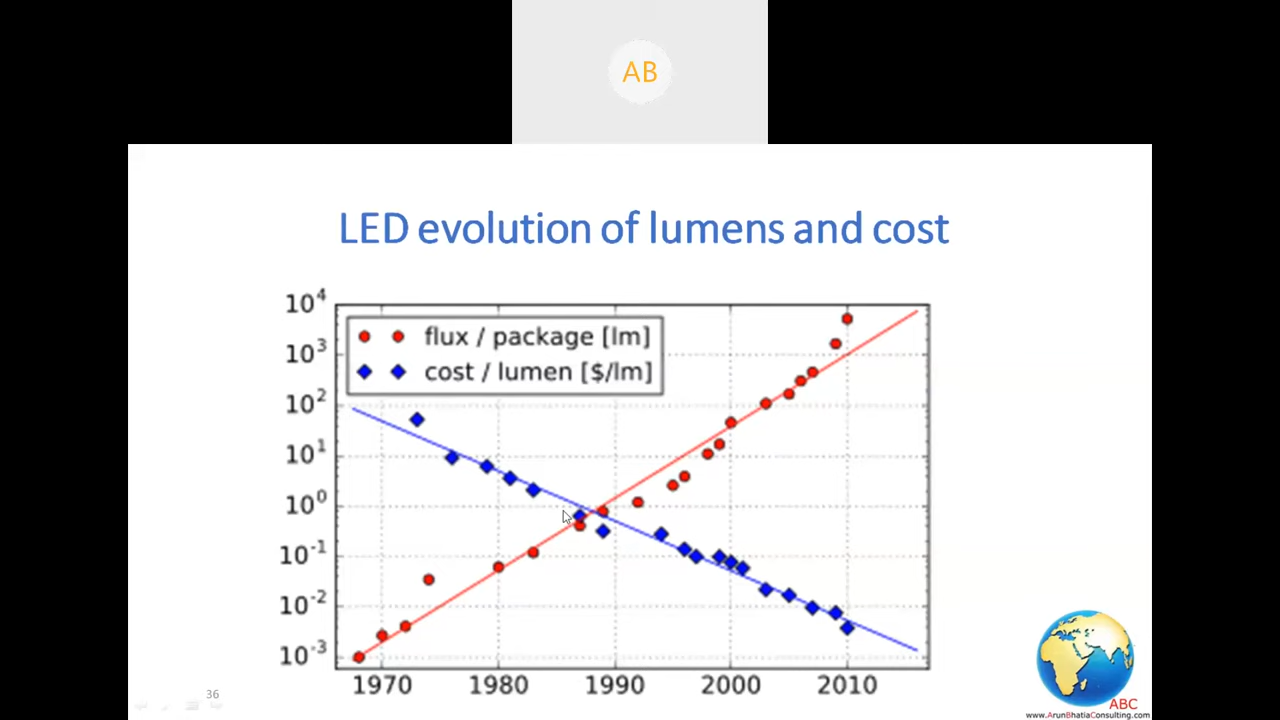 AB
LED evolution of lumens and cost
10^4
10^3
10^2
10^1
10^0
10^-1
10^-2
10^-3
flux / package [lm]
cost / lumen [$/lm]
1970 1980 1990 2000 2010
36
ABC
www.ArunBhatiaConsulting.com